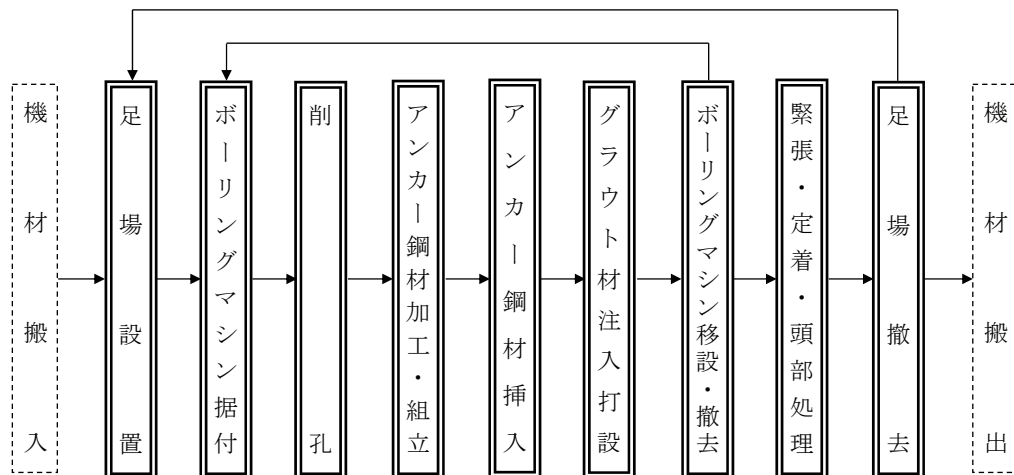 機材搬入
足場設置
ボーリングマシン据付
削孔
アンカー鋼材加工・組立
アンカー鋼材挿入
グラウト材注入打設
ボーリングマシン移設・撤去
緊張・定着・頭部処理
足場撤去
機材搬出